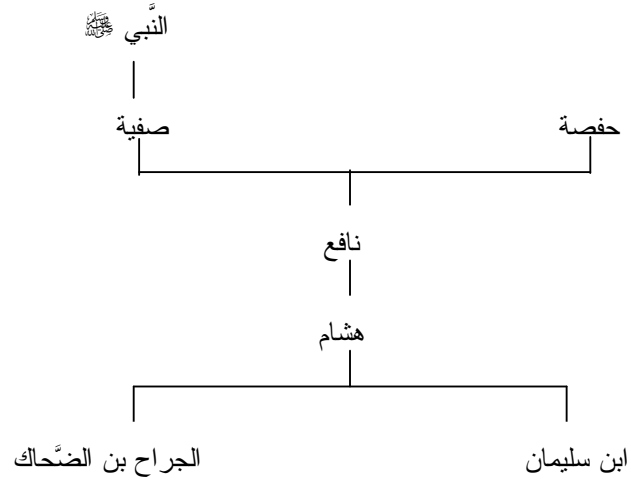 النَّبي ﷺ
حفصة صفية
نافع
هشام
ابن سليمان الجراح بن الضَّحاك